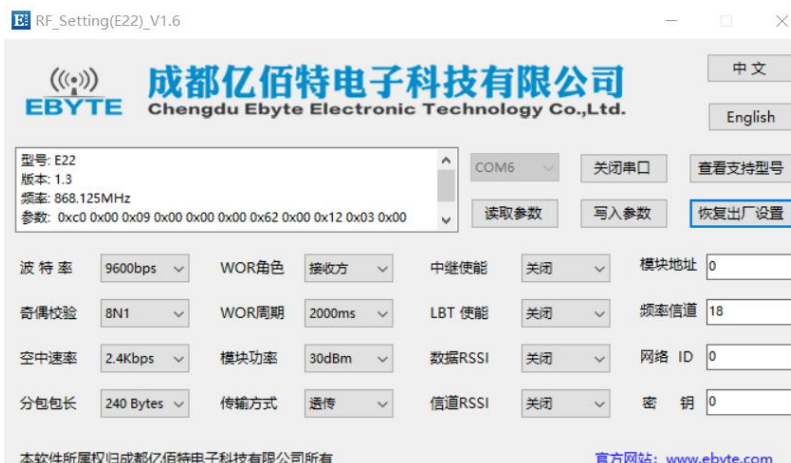 RF_Setting(E22)_V1.6
EBYTE
成都亿佰特电子科技有限公司
Chengdu Ebyte Electronic Technology Co.,Ltd.
中 文
English
型号: E22
版本: 1.3
频率: 868.125MHz
参数: 0xc0 0x00 0x09 0x00 0x00 0x00 0x62 0x00 0x12 0x03 0x00
COM6
关闭串口
查看支持型号
读取参数
写入参数
恢复出厂设置
波 特 率 9600bps WOR角色 接收方 中继使能 关闭 模块地址 0
奇偶校验 8N1 WOR周期 2000ms LBT 使能 关闭 频率信道 18
空中速率 2.4Kbps 模块功率 30dBm 数据RSSI 关闭 网络 ID 0
分包包长 240 Bytes 传输方式 透传 信道RSSI 关闭 密 钥 0
本软件所属权归成都亿佰特电子科技有限公司所有 官方网站: www.ebyte.com